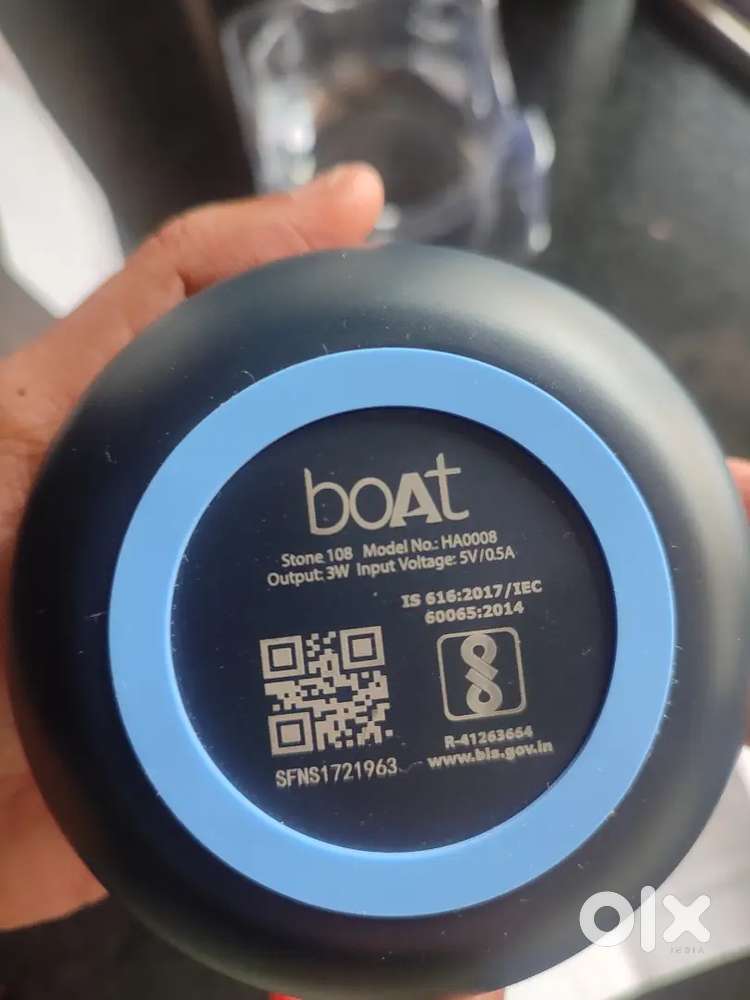 boAt
Stone 108 Model No.: HA0008
Output: 3W Input Voltage: 5V/0.5A
IS 616:2017/IEC
60065:2014
R-41263664
www.bis.gov.in
SFNS1721963
olx
INDIA